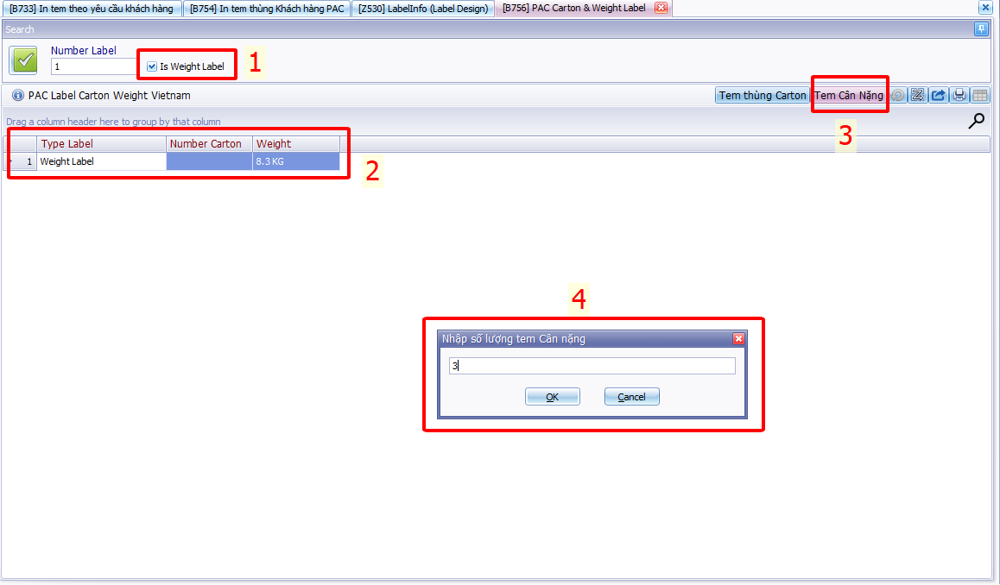 [B733] In tem theo yêu cầu khách hàng [B754] In tem thùng Khách hàng PAC [Z530] LabelInfo (Label Design) [B756] PAC Carton & Weight Label
Search
Number Label
1
Is Weight Label
1
PAC Label Carton Weight Vietnam
Tem thùng Carton Tem Cân Nặng
Drag a column header here to group by that column
3
Type Label Number Carton Weight
1 Weight Label 8.3 KG
2
4
Nhập số lượng tem Cân nặng
3
OK Cancel